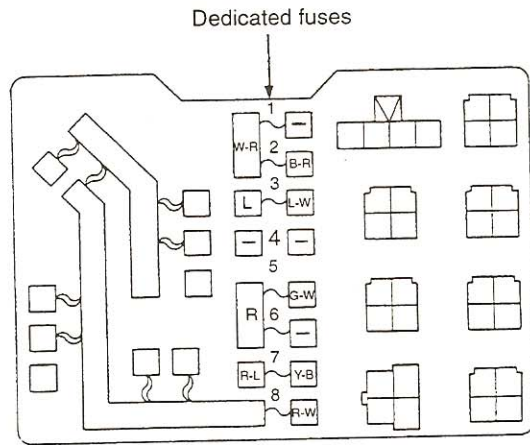 Dedicated fuses
1
W-R —
2
B-R
3
L L-W
— 4 —
5
G-W
R 6
—
7
R-L Y-B
8
R-W